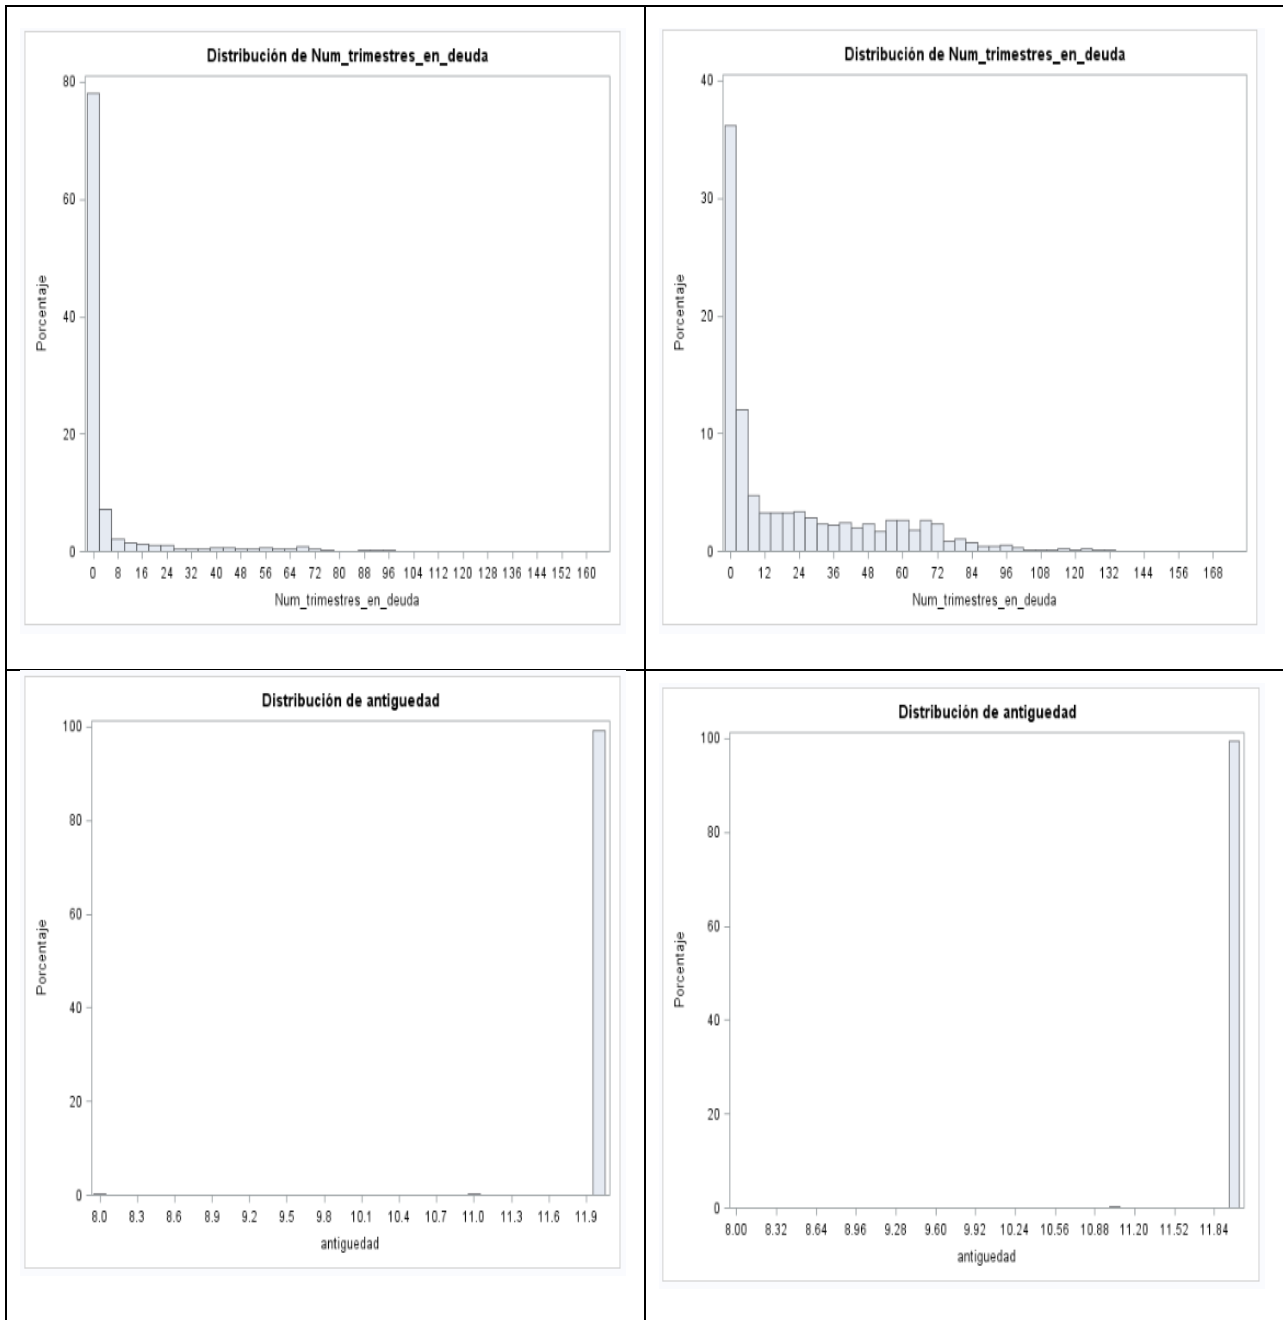 Distribución de Num_trimestres_en_deuda
80
60
40
20
0
Porcentaje
0 8 16 24 32 40 48 56 64 72 80 88 96 104 112 120 128 136 144 152 160
Num_trimestres_en_deuda
Distribución de Num_trimestres_en_deuda
40
30
20
10
0
Porcentaje
0 12 24 36 48 60 72 84 96 108 120 132 144 156 168
Num_trimestres_en_deuda
Distribución de antiguedad
100
80
60
40
20
0
Porcentaje
8.0 8.3 8.6 8.9 9.2 9.5 9.8 10.1 10.4 10.7 11.0 11.3 11.6 11.9
antiguedad
Distribución de antiguedad
100
80
60
40
20
0
Porcentaje
8.00 8.32 8.64 8.96 9.28 9.60 9.92 10.24 10.56 10.88 11.20 11.52 11.84
antiguedad